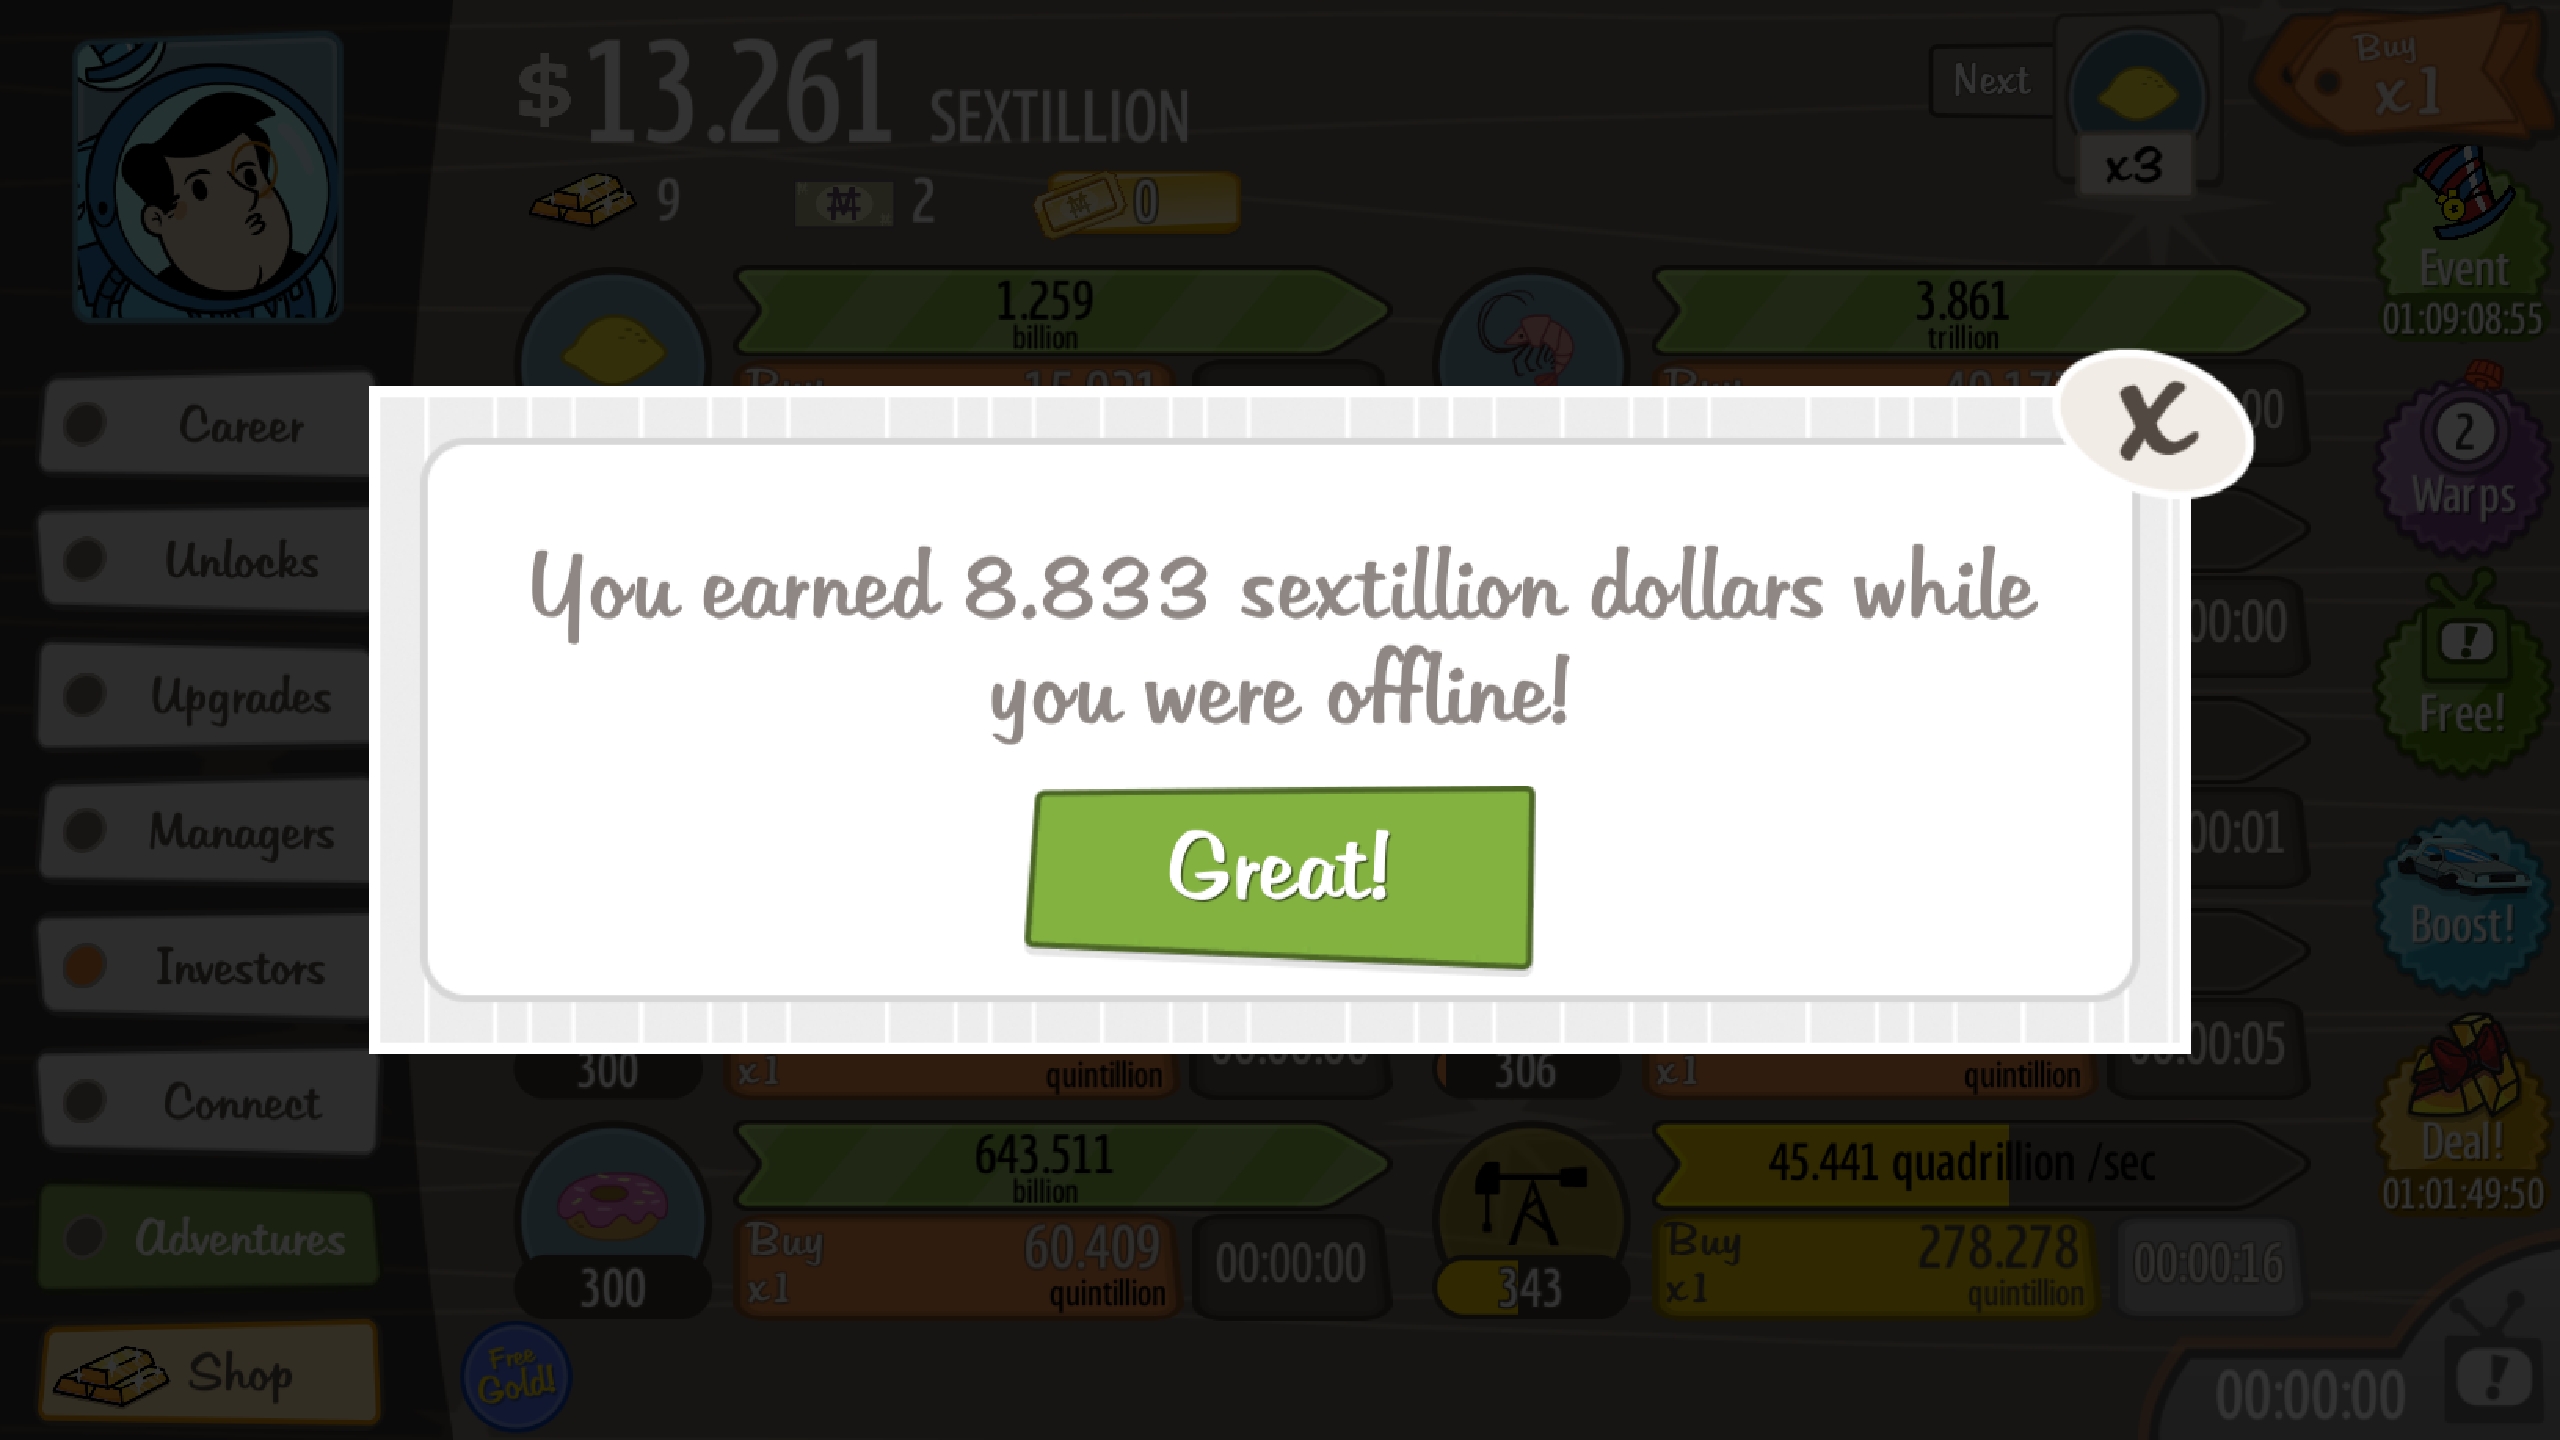 $13.261 SEXTILLION
9
2
0
Next
x3
Buy
x1
Event
01:09:08:55
2
Warps
Free!
Boost!
Deal!
01:01:49:50
Career
Unlocks
Upgrades
Managers
Investors
Connect
Adventures
Shop
1.259
billion
3.861
trillion
You earned 8.833 sextillion dollars while
you were offline!
Great!
X
300
x1
quintillion
306
x1
quintillion
643.511
billion
Buy
x1
60.409
quintillion
00:00:00
300
45.441 quadrillion /sec
Buy
x1
278.278
quintillion
00:00:16
343
Free
Gold!
00:00:00